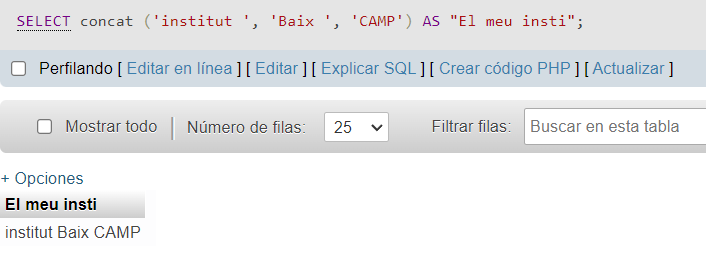 SELECT concat ('institut ', 'Baix ', 'CAMP') AS "El meu insti";
Perfilando [ Editar en línea ] [ Editar ] [ Explicar SQL ] [ Crear código PHP ] [ Actualizar ]
Mostrar todo | Número de filas: 25 Filtrar filas: Buscar en esta tabla
+ Opciones
El meu insti
institut Baix CAMP